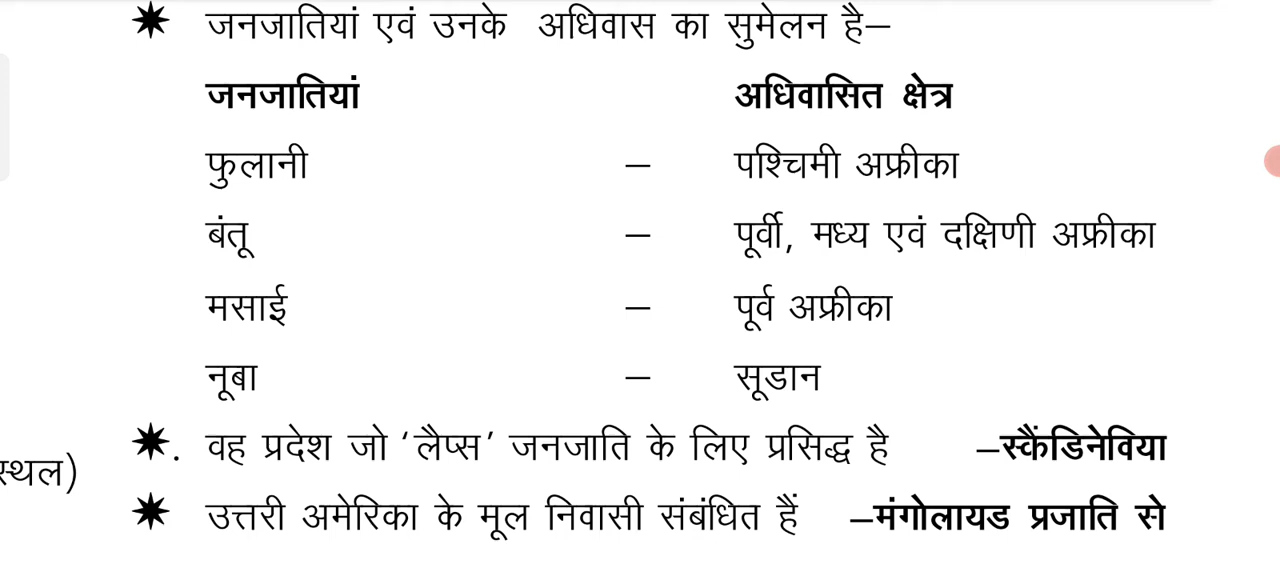 ✷ जनजातियां एवं उनके अधिवास का सुमेलन है–
जनजातियां अधिवासित क्षेत्र
फुलानी – पश्चिमी अफ्रीका
बंतू – पूर्वी, मध्य एवं दक्षिणी अफ्रीका
मसाई – पूर्व अफ्रीका
नूबा – सूडान
✷. वह प्रदेश जो ‘लैप्स’ जनजाति के लिए प्रसिद्ध है –स्कैंडिनेविया
स्थल)
✷ उत्तरी अमेरिका के मूल निवासी संबंधित हैं –मंगोलायड प्रजाति से